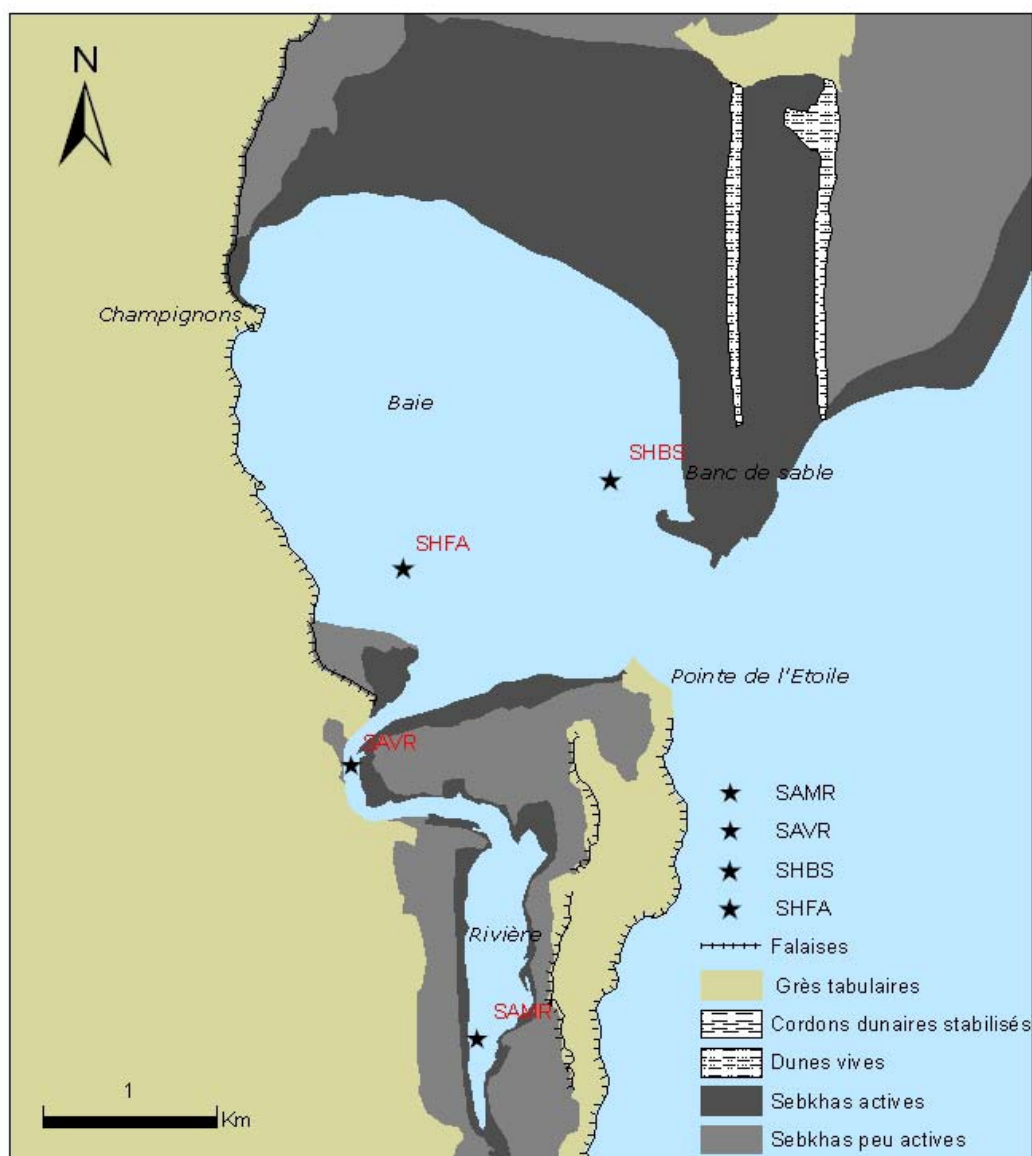 N
Champignons
Baie
SHBS
Banc de sable
SHFA
Pointe de l'Etoile
SAVR
Rivière
SAMR
SAMR
SAVR
SHBS
SHFA
Falaises
Grès tabulaires
Cordons dunaires stabilisés
Dunes vives
Sebkhas actives
Sebkhas peu actives
1
Km